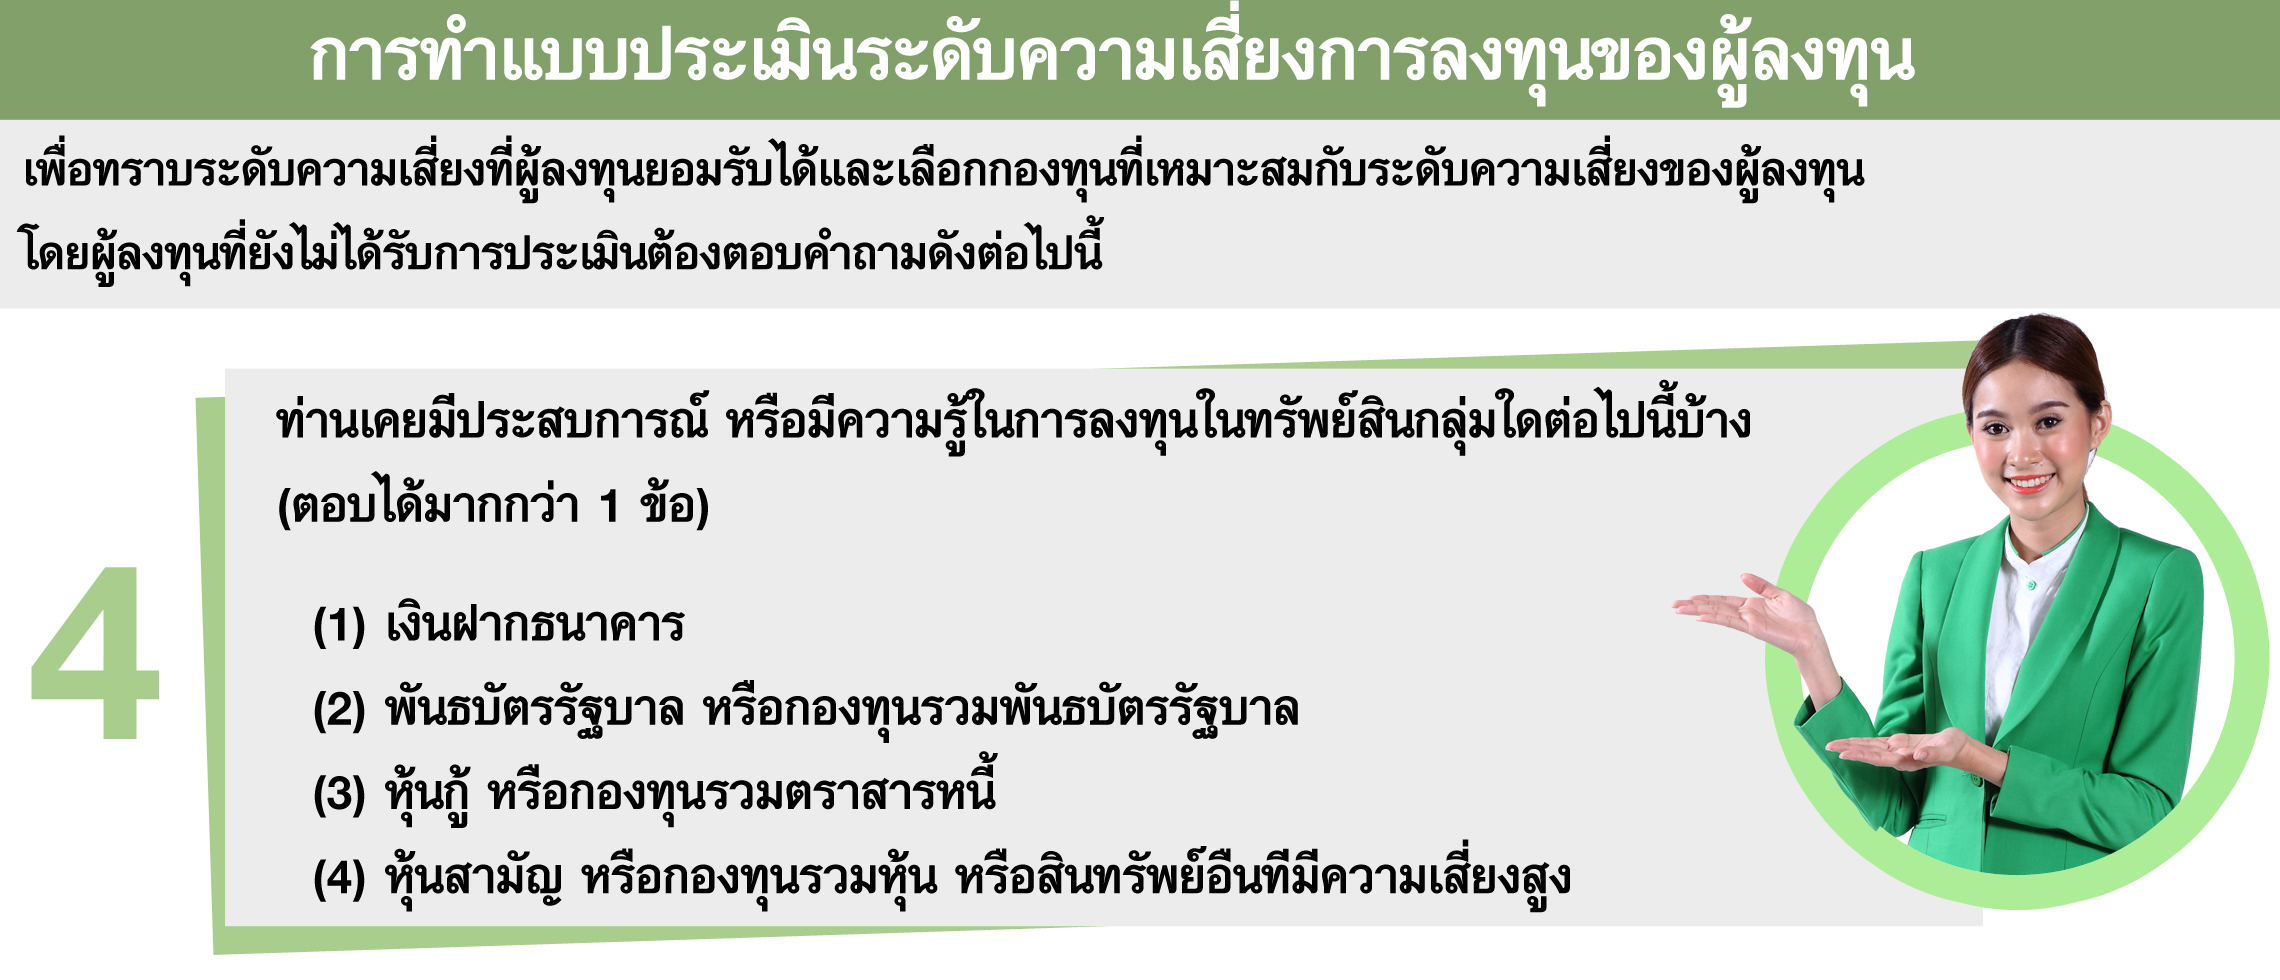 การทำแบบประเมินระดับความเสี่ยงการลงทุนของผู้ลงทุน
เพื่อทราบระดับความเสี่ยงที่ผู้ลงทุนยอมรับได้และเลือกกองทุนที่เหมาะสมกับระดับความเสี่ยงของผู้ลงทุน
โดยผู้ลงทุนที่ยังไม่ได้รับการประเมินต้องตอบคำถามดังต่อไปนี้
ท่านเคยมีประสบการณ์ หรือมีความรู้ในการลงทุนในทรัพย์สินกลุ่มใดต่อไปนี้บ้าง
(ตอบได้มากกว่า 1 ข้อ)
4
(1) เงินฝากธนาคาร
(2) พันธบัตรรัฐบาล หรือกองทุนรวมพันธบัตรรัฐบาล
(3) หุ้นกู้ หรือกองทุนรวมตราสารหนี้
(4) หุ้นสามัญ หรือกองทุนรวมหุ้น หรือสินทรัพย์อืนทีมีความเสี่ยงสูง